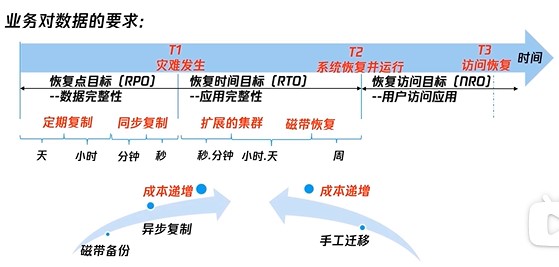 业务对数据的要求:
T1
T2
T3
灾难发生
系统恢复并运行
访问恢复
时间
恢复点目标(RPO)
--数据完整性
恢复时间目标(RTO)
--应用完整性
恢复访问目标(NRO)
--用户访问应用
定期复制
同步复制
扩展的集群
磁带恢复
天
小时
分钟
秒
秒.分钟
小时.天
周
成本递增
成本递增
异步复制
磁带备份
手工迁移